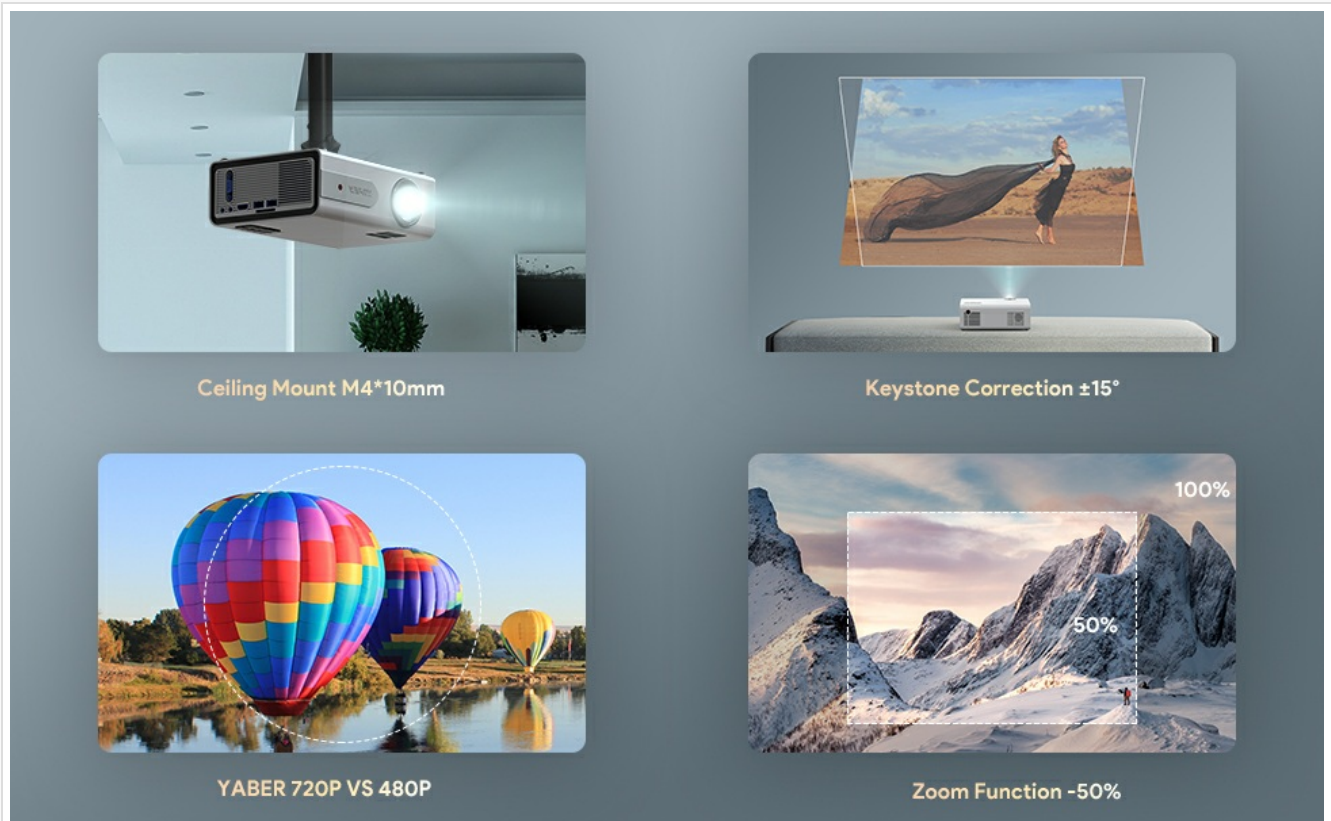 Ceiling Mount M4*10mm
Keystone Correction ±15°
100%
50%
YABER 720P VS 480P
Zoom Function -50%